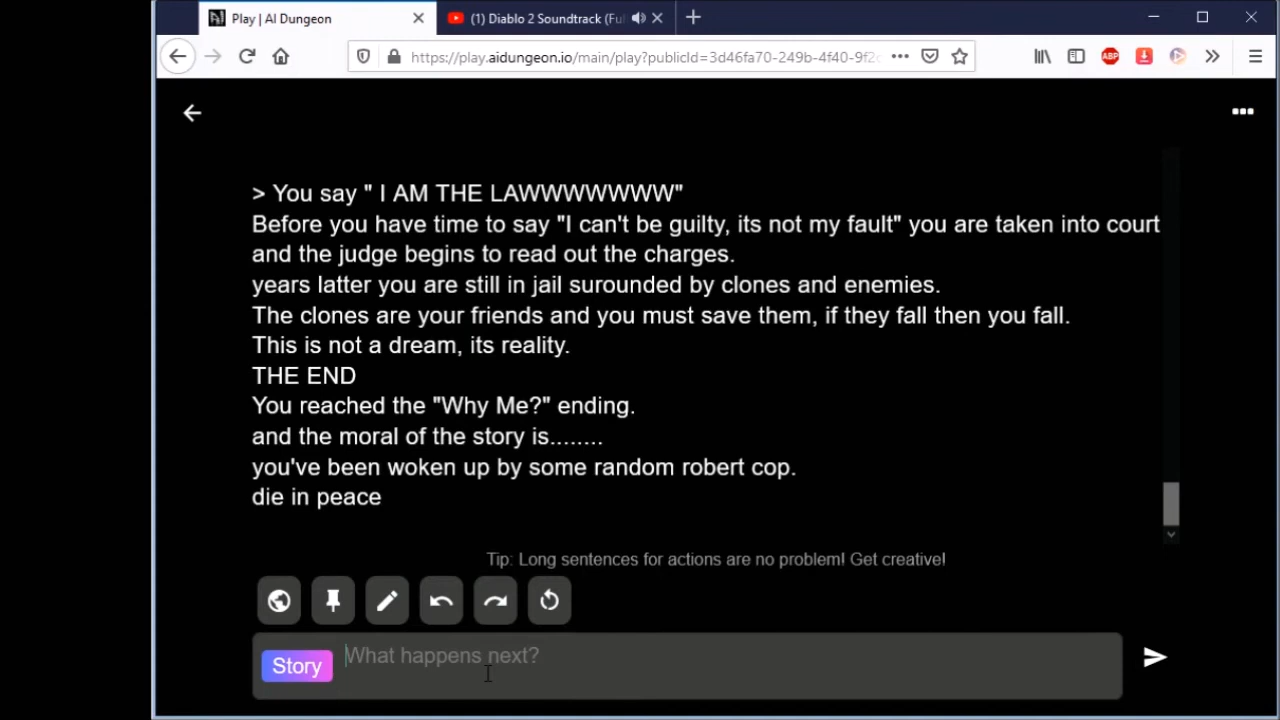 Play | AI Dungeon
(1) Diablo 2 Soundtrack (Ful
https://play.aidungeon.io/main/play?publicId=3d46fa70-249b-4f40-9f2c
ABP
> You say " I AM THE LAWWWWWWW"
Before you have time to say "I can't be guilty, its not my fault" you are taken into court
and the judge begins to read out the charges.
years latter you are still in jail surounded by clones and enemies.
The clones are your friends and you must save them, if they fall then you fall.
This is not a dream, its reality.
THE END
You reached the "Why Me?" ending.
and the moral of the story is........
you've been woken up by some random robert cop.
die in peace
Tip: Long sentences for actions are no problem! Get creative!
Story
What happens next?